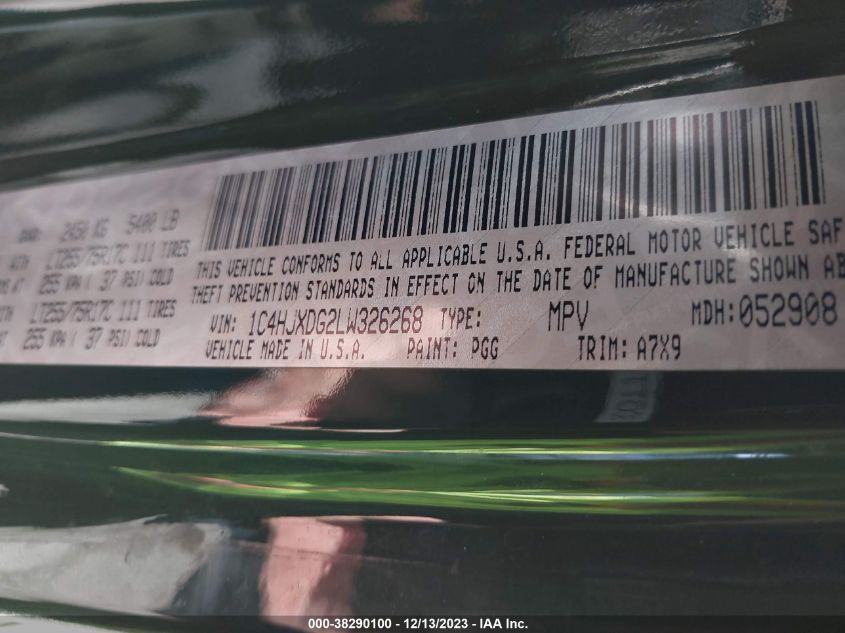 2450 KG 5400 LB
WITH LT255/75R17C 111 TIRES
AT 255 KPA ( 37 PSI) COLD
LT255/75R17C 111 TIRES
255 KPA ( 37 PSI) COLD
THIS VEHICLE CONFORMS TO ALL APPLICABLE U.S.A. FEDERAL MOTOR VEHICLE SAF
THEFT PREVENTION STANDARDS IN EFFECT ON THE DATE OF MANUFACTURE SHOWN AB
VIN: 1C4HJXDG2LW326268 TYPE: MPV MDH:052908
VEHICLE MADE IN U.S.A. PAINT: PGG TRIM: A7X9
000-38290100 - 12/13/2023 - IAA Inc.